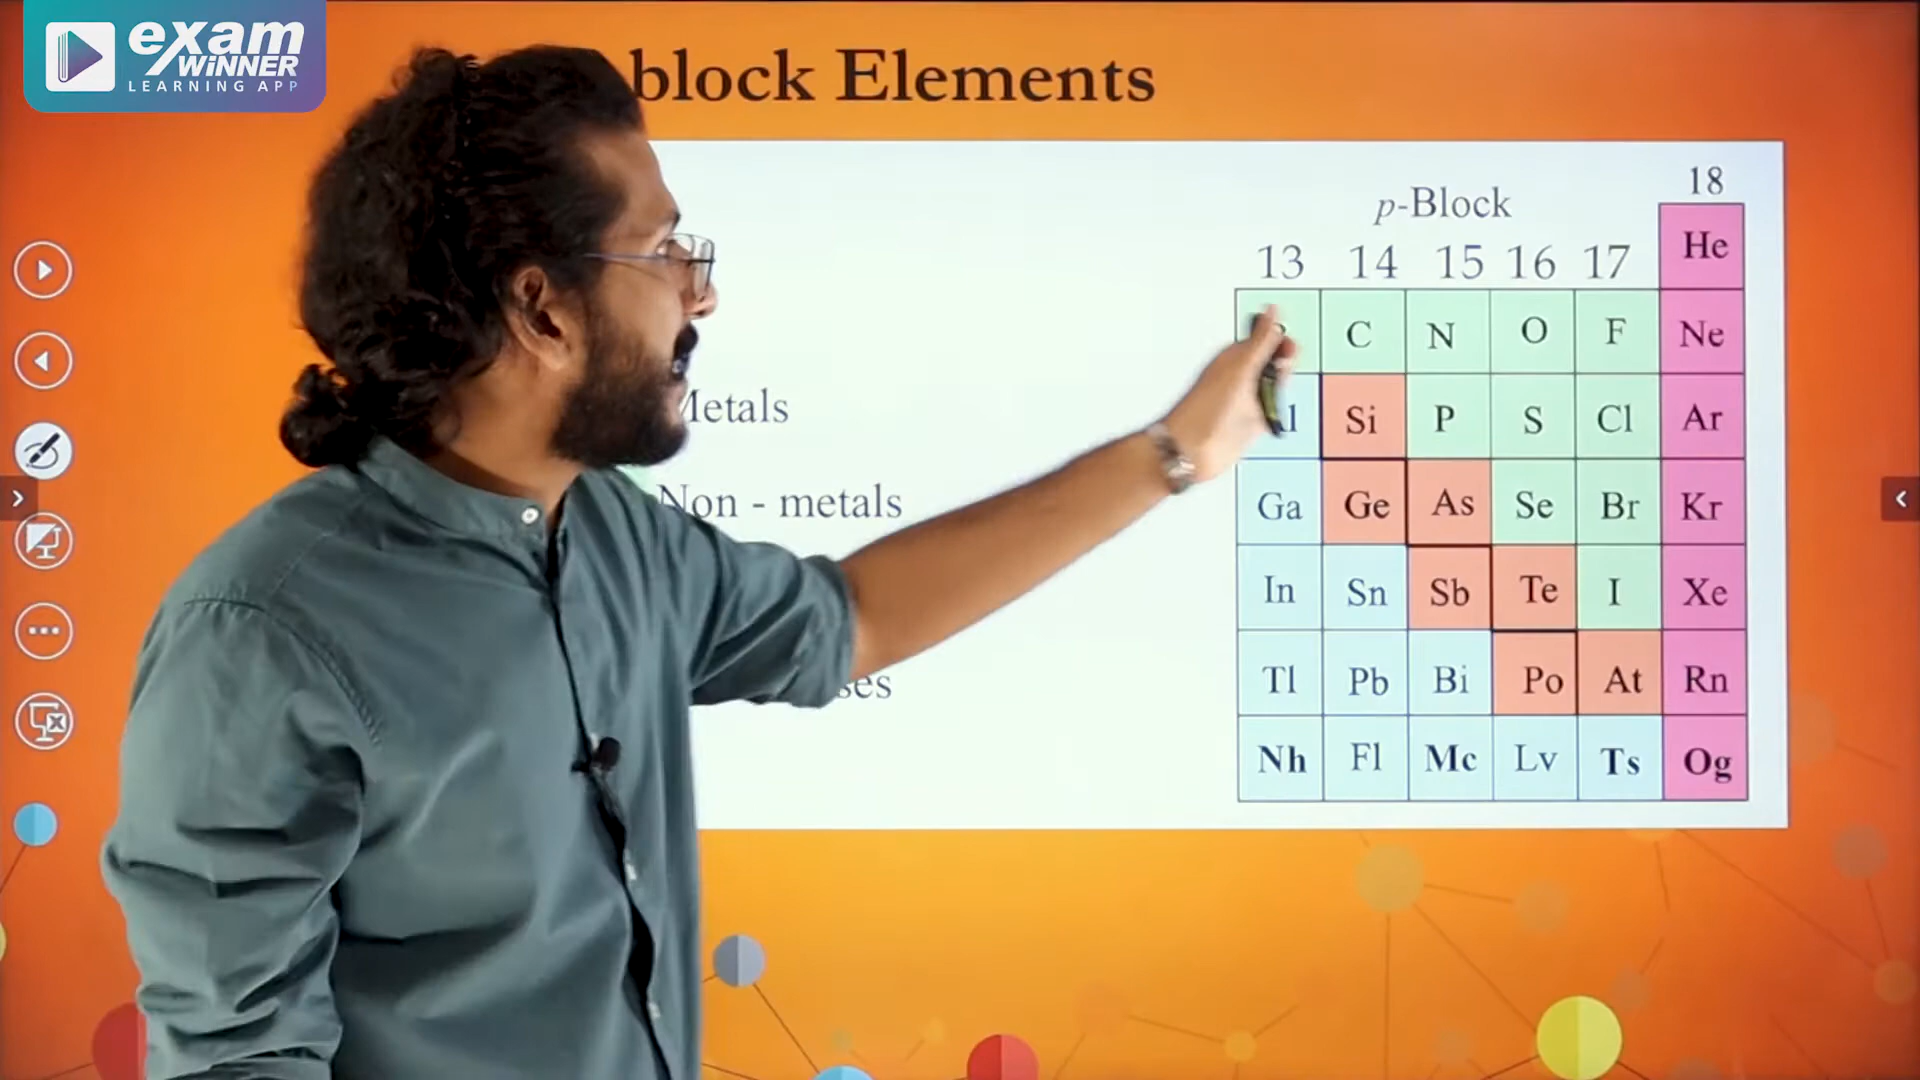 exam
WiNNER
LEARNING APP
block Elements
18
p-Block
13 14 15 16 17
He
C N O F Ne
Si P S Cl Ar
Metals
Ga Ge As Se Br Kr
Non - metals
In Sn Sb Te I Xe
Tl Pb Bi Po At Rn
Nh Fl Mc Lv Ts Og